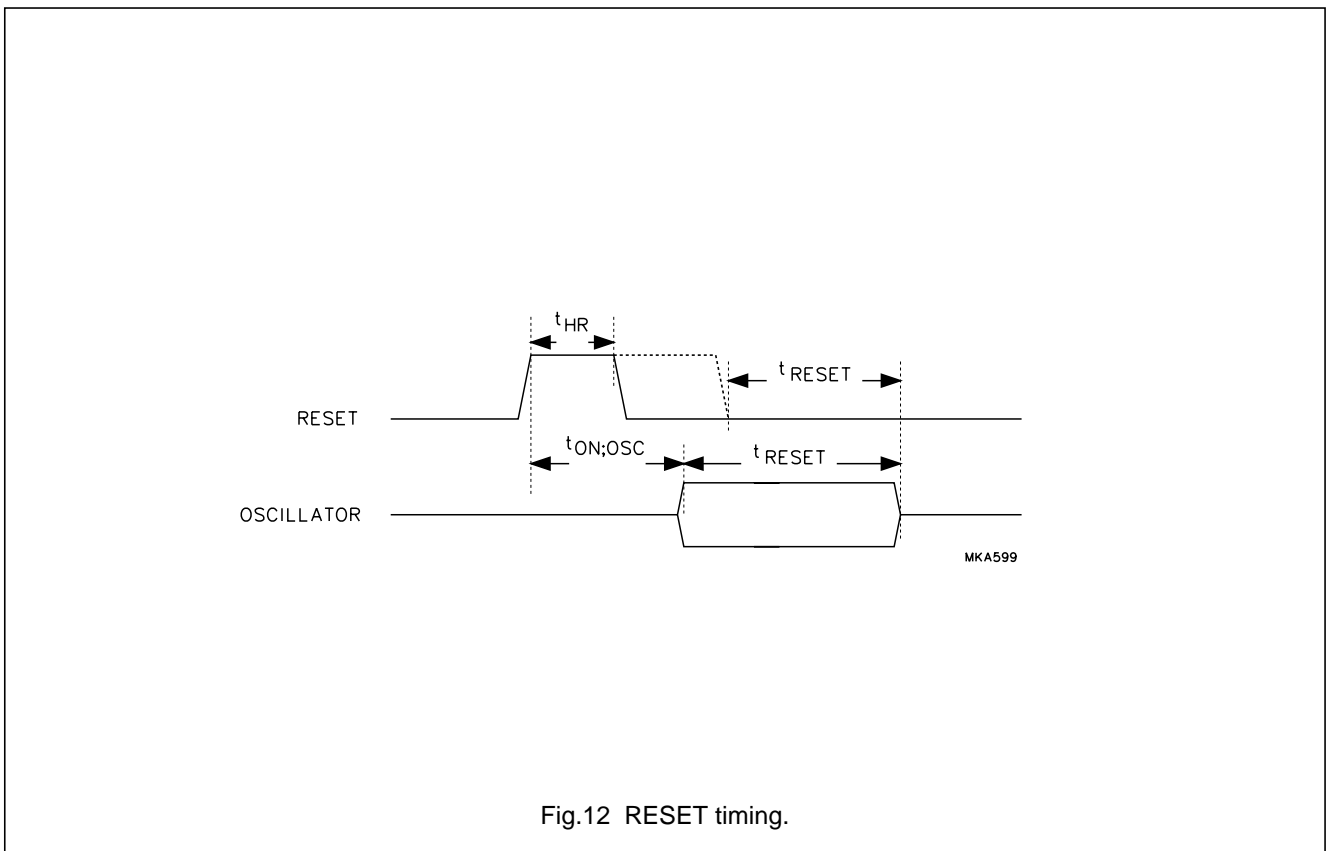 tHR
tRESET
RESET
tON;OSC
tRESET
OSCILLATOR
MKA599
Fig.12 RESET timing.